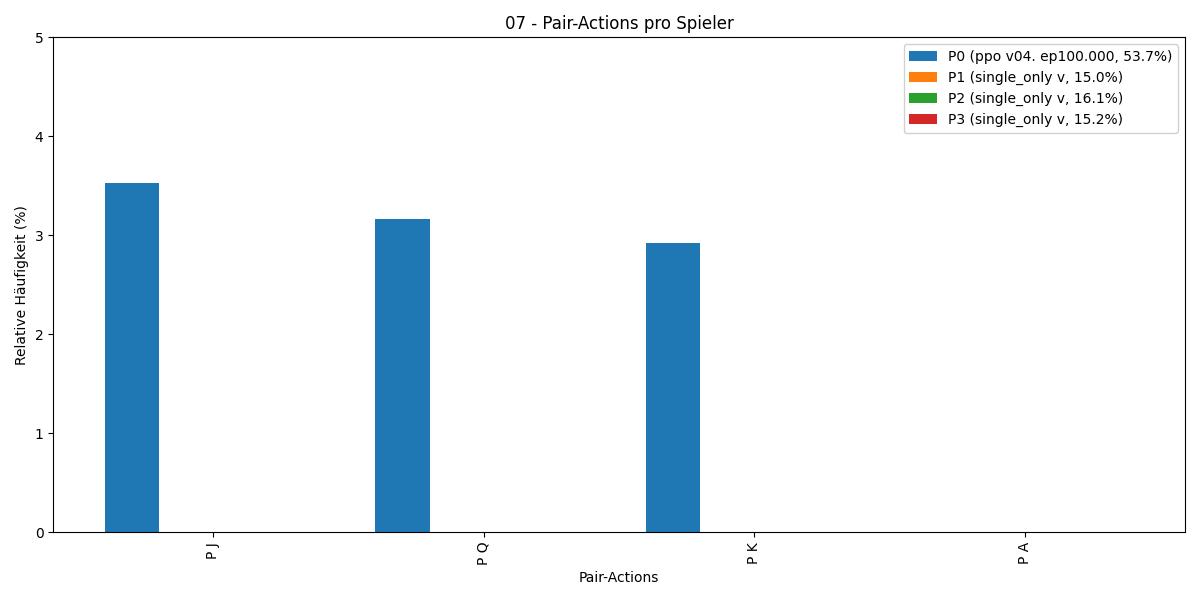 07 - Pair-Actions pro Spieler
P0 (ppo v04. ep100.000, 53.7%)
P1 (single_only v, 15.0%)
P2 (single_only v, 16.1%)
P3 (single_only v, 15.2%)
Relative Häufigkeit (%)
5
4
3
2
1
0
P J
P Q
P K
P A
Pair-Actions